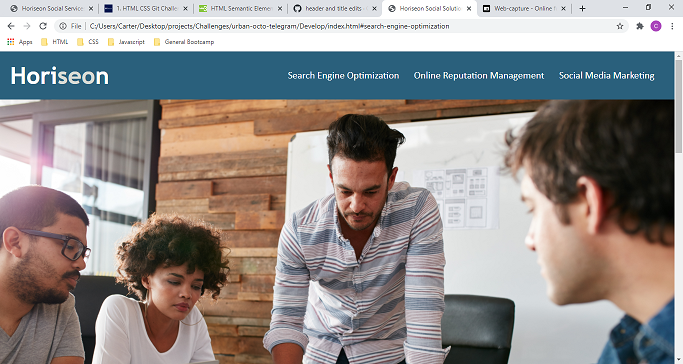 Horiseon Social Servic
1. HTML CSS Git Challe
HTML Semantic Eleme
header and title edits
Horiseon Social Soluti
Web-capture - Online
File
C:/Users/Carter/Desktop/projects/Challenges/urban-octo-telegram/Develop/index.html#search-engine-optimization
C
Apps
HTML
CSS
Javascript
General Bootcamp
Horiseon
Search Engine Optimization
Online Reputation Management
Social Media Marketing